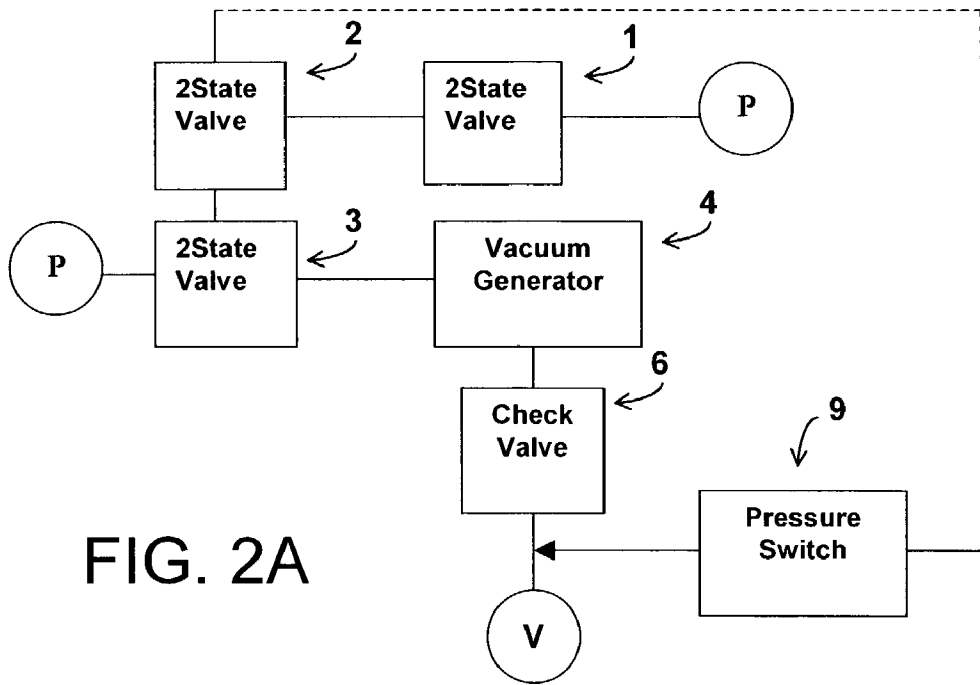 2
1
2State
Valve
2State
Valve
P
P
2State
Valve
3
Vacuum
Generator
4
6
Check
Valve
9
Pressure
Switch
FIG. 2A
V